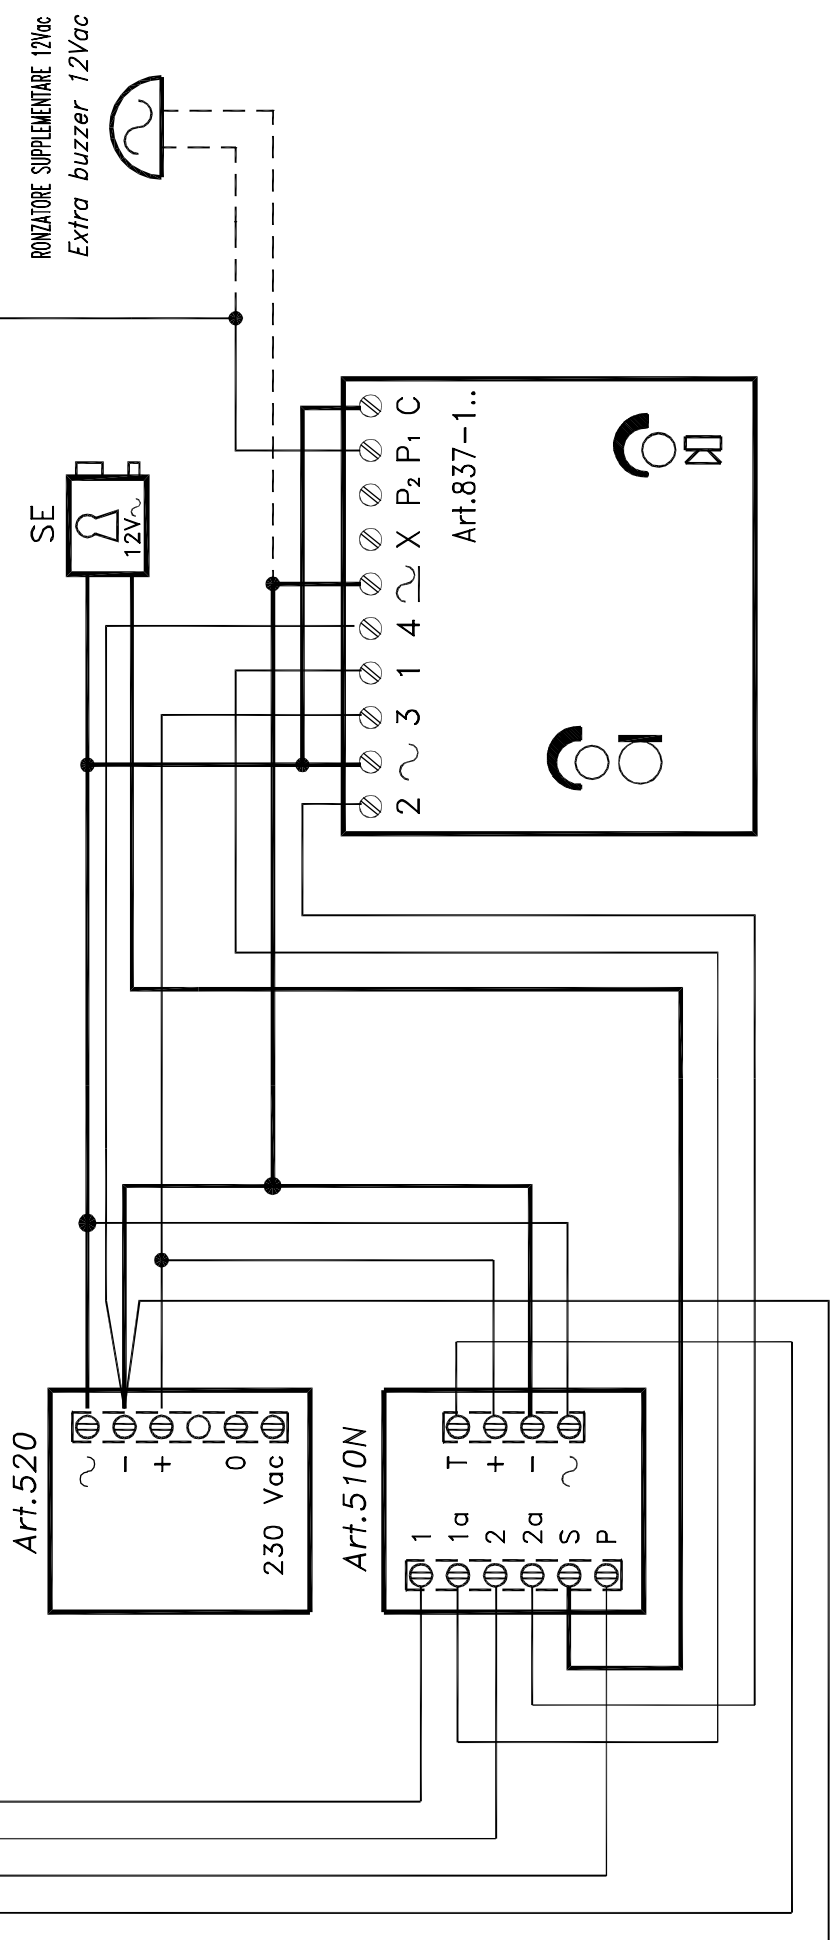 RONZATORE SUPPLEMENTARE 12Vac
Extra buzzer 12Vac
SE
12V~
C
P1
P2
X
~
4
1
3
~
2
Art.837-1..
Art.520
~
-
+
0
230 Vac
Art.510N
T
+
-
~
1
1a
2
2a
S
P